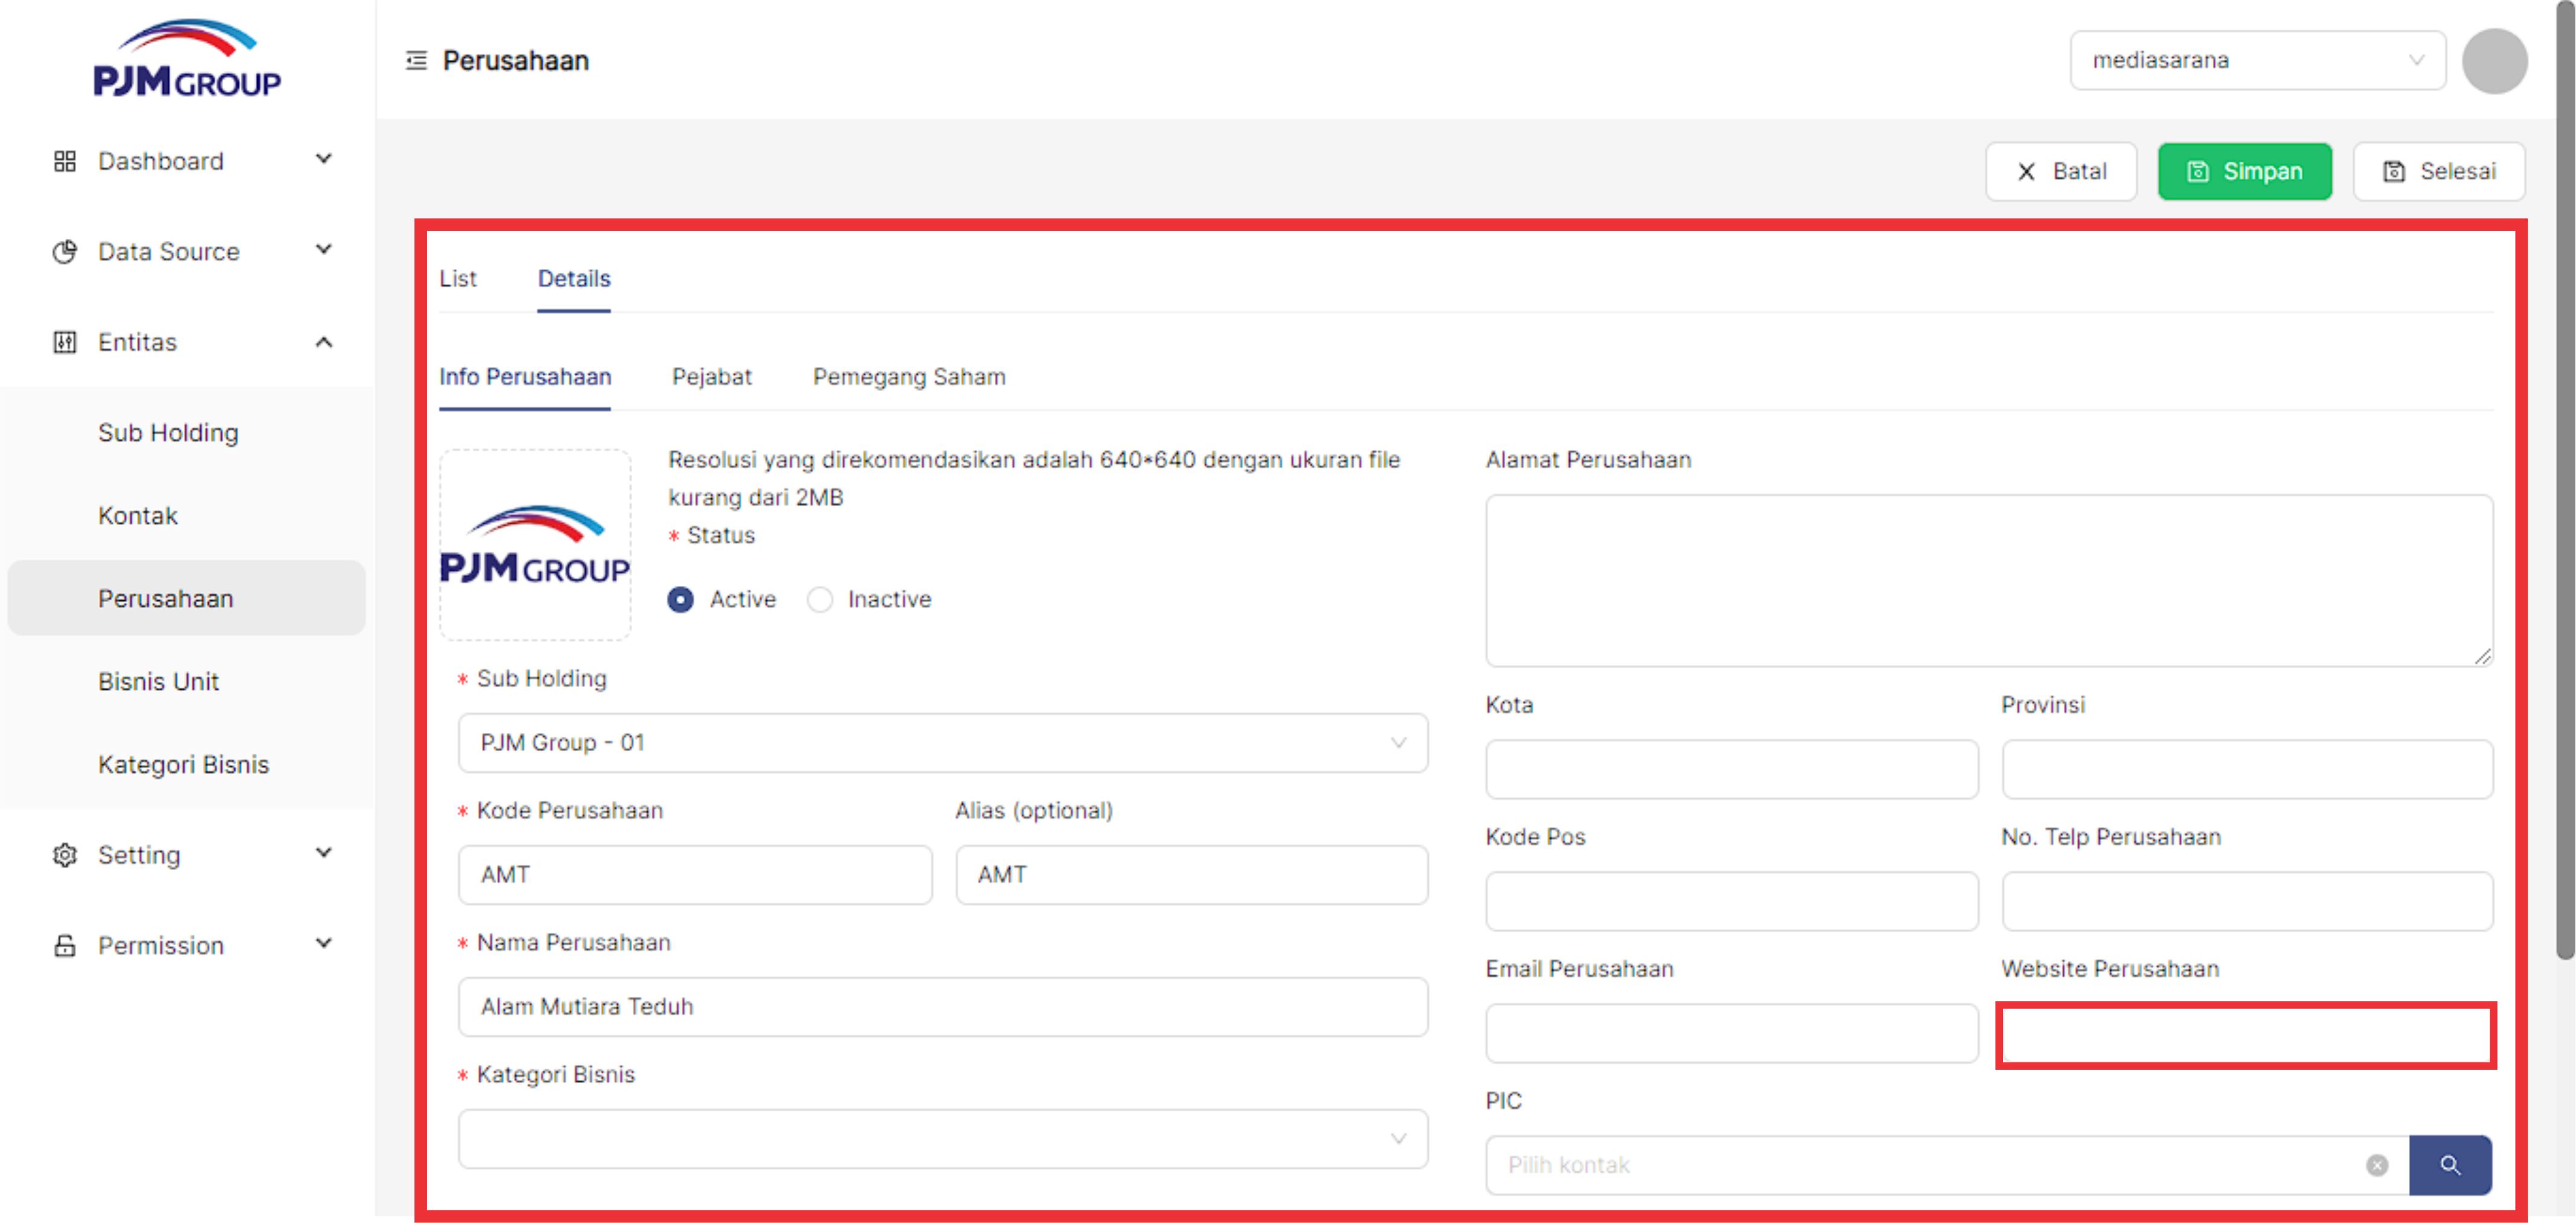 PJM GROUP
Perusahaan
mediasarana
Dashboard
Data Source
Entitas
Sub Holding
Kontak
Perusahaan
Bisnis Unit
Kategori Bisnis
Setting
Permission
Batal
Simpan
Selesai
List
Details
Info Perusahaan
Pejabat
Pemegang Saham
PJM GROUP
Resolusi yang direkomendasikan adalah 640*640 dengan ukuran file
kurang dari 2MB
* Status
Active
Inactive
* Sub Holding
PJM Group - 01
* Kode Perusahaan
Alias (optional)
AMT
AMT
* Nama Perusahaan
Alam Mutiara Teduh
* Kategori Bisnis
Alamat Perusahaan
Kota
Provinsi
Kode Pos
No. Telp Perusahaan
Email Perusahaan
Website Perusahaan
PIC
Pilih kontak